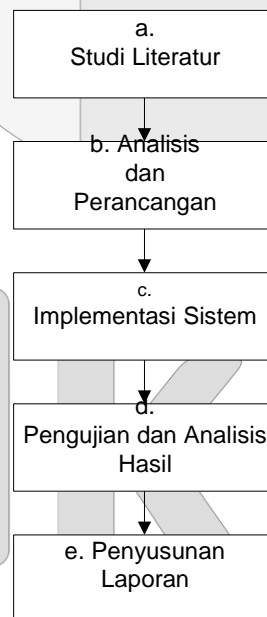 a.
Studi Literatur
b. Analisis
dan
Perancangan
c.
Implementasi Sistem
d.
Pengujian dan Analisis
Hasil
e. Penyusunan
Laporan